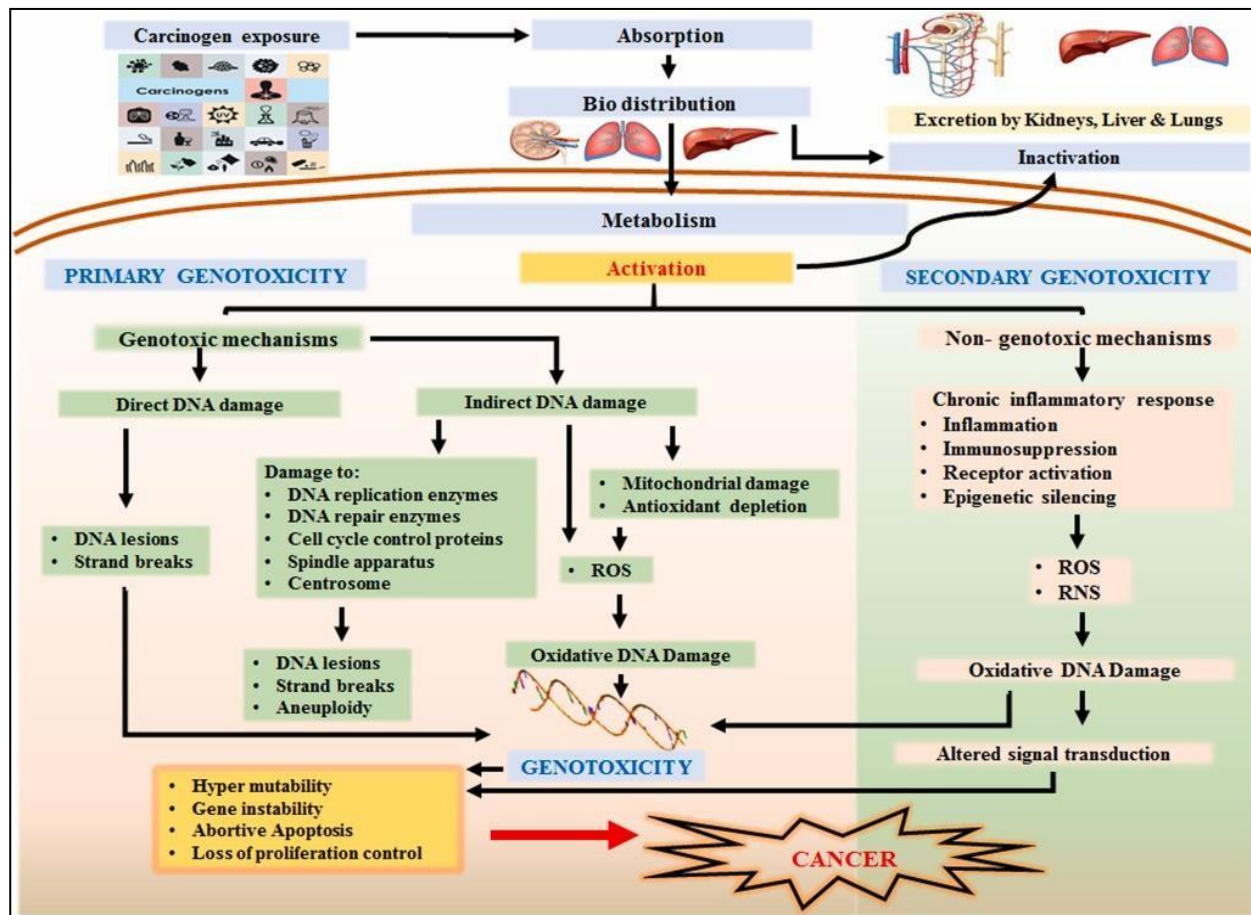 Carcinogen exposure
Absorption
Carcinogens
UV
Bio distribution
Excretion by Kidneys, Liver & Lungs
Inactivation
Metabolism
Activation
PRIMARY GENOTOXICITY
SECONDARY GENOTOXICITY
Genotoxic mechanisms
Non- genotoxic mechanisms
Direct DNA damage
Indirect DNA damage
Chronic inflammatory response
• Inflammation
• Immunosuppression
• Receptor activation
• Epigenetic silencing
Damage to:
• DNA replication enzymes
• DNA repair enzymes
• Cell cycle control proteins
• Spindle apparatus
• Centrosome
• Mitochondrial damage
• Antioxidant depletion
• DNA lesions
• Strand breaks
• ROS
• ROS
• RNS
• DNA lesions
• Strand breaks
• Aneuploidy
Oxidative DNA Damage
Oxidative DNA Damage
Altered signal transduction
GENOTOXICITY
• Hyper mutability
• Gene instability
• Abortive Apoptosis
• Loss of proliferation control
CANCER